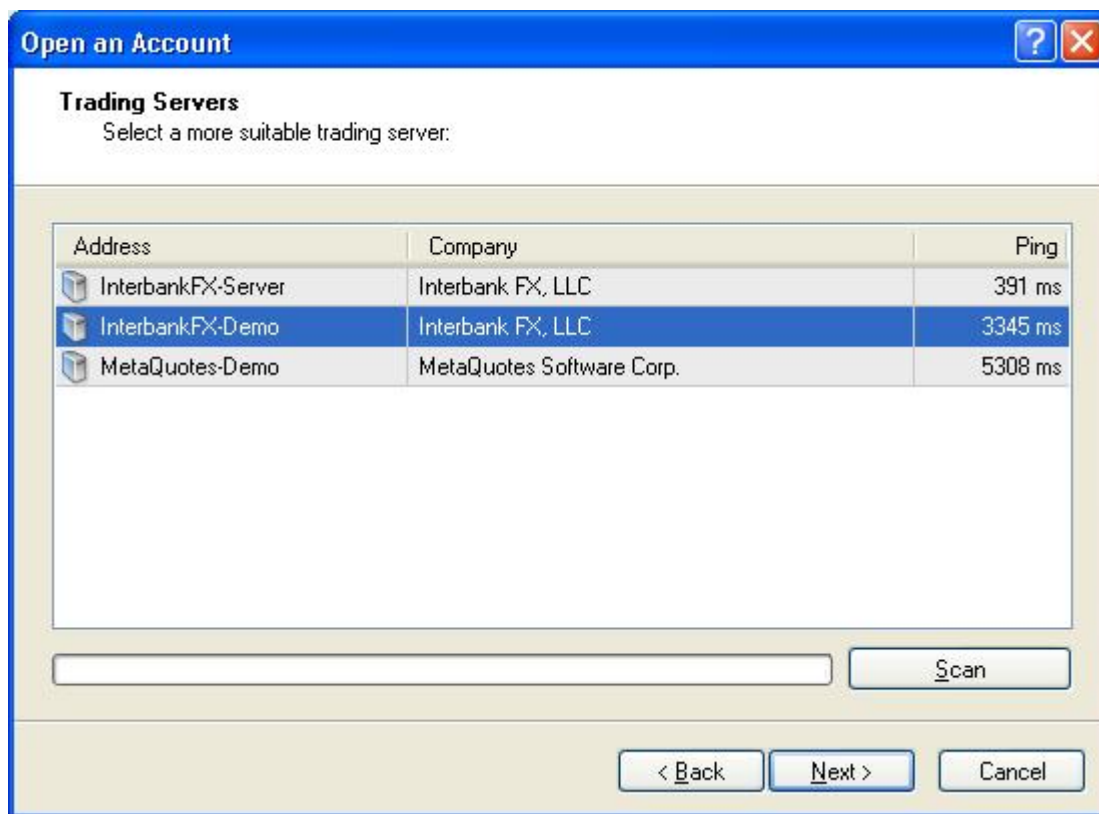 Open an Account
Trading Servers
Select a more suitable trading server:
Address Company Ping
InterbankFX-Server Interbank FX, LLC 391 ms
InterbankFX-Demo Interbank FX, LLC 3345 ms
MetaQuotes-Demo MetaQuotes Software Corp. 5308 ms
Scan
< Back Next > Cancel